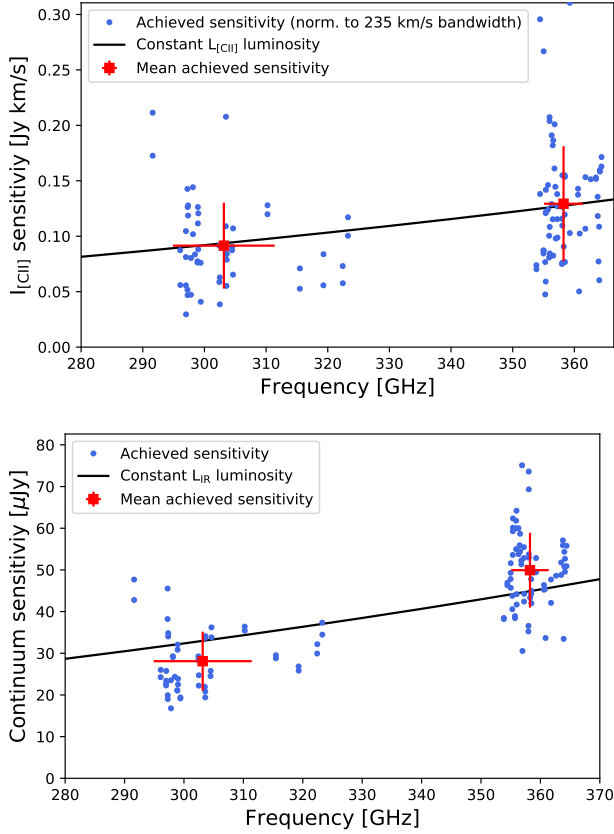 Achieved sensitivity (norm. to 235 km/s bandwidth)
Constant L[CII] luminosity
Mean achieved sensitivity
I[CII] sensitiviy [Jy km/s]
0.30
0.25
0.20
0.15
0.10
0.05
0.00
280 290 300 310 320 330 340 350 360
Frequency [GHz]
Achieved sensitivity
Constant LIR luminosity
Mean achieved sensitivity
Continuum sensitiviy [μJy]
80
70
60
50
40
30
20
10
0
280 290 300 310 320 330 340 350 360 370
Frequency [GHz]